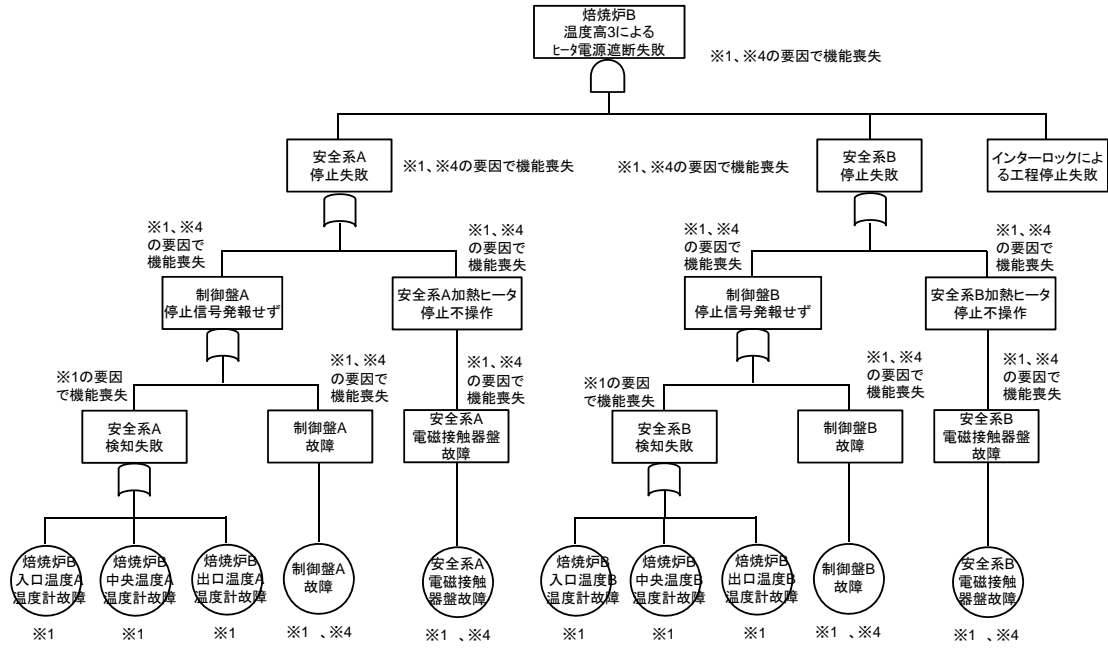 焙焼炉B
温度高3による
ﾋｰﾀ電源遮断失敗
※1、※4の要因で機能喪失
安全系A
停止失敗
※1、※4の要因で機能喪失
※1、※4の要因で機能喪失
安全系B
停止失敗
インターロックによ
る工程停止失敗
※1、※4
の要因で
機能喪失
※1、※4
の要因で
機能喪失
※1、※4
の要因で
機能喪失
※1、※4
の要因で
機能喪失
制御盤A
停止信号発報せず
安全系A加熱ヒータ
停止不操作
制御盤B
停止信号発報せず
安全系B加熱ヒータ
停止不操作
※1の要因
で機能喪失
※1、※4
の要因で
機能喪失
※1、※4
の要因で
機能喪失
※1の要因
で機能喪失
※1、※4
の要因で
機能喪失
※1、※4
の要因で
機能喪失
安全系A
検知失敗
制御盤A
故障
安全系A
電磁接触器盤
故障
安全系B
検知失敗
制御盤B
故障
安全系B
電磁接触器盤
故障
焙焼炉B
入口温度A
温度計故障
焙焼炉B
中央温度A
温度計故障
焙焼炉B
出口温度A
温度計故障
制御盤A
故障
安全系A
電磁接触
器盤故障
焙焼炉B
入口温度B
温度計故障
焙焼炉B
中央温度B
温度計故障
焙焼炉B
出口温度B
温度計故障
制御盤B
故障
安全系B
電磁接触
器盤故障
※1
※1
※1
※1 、※4
※1 、※4
※1
※1
※1
※1 、※4
※1 、※4